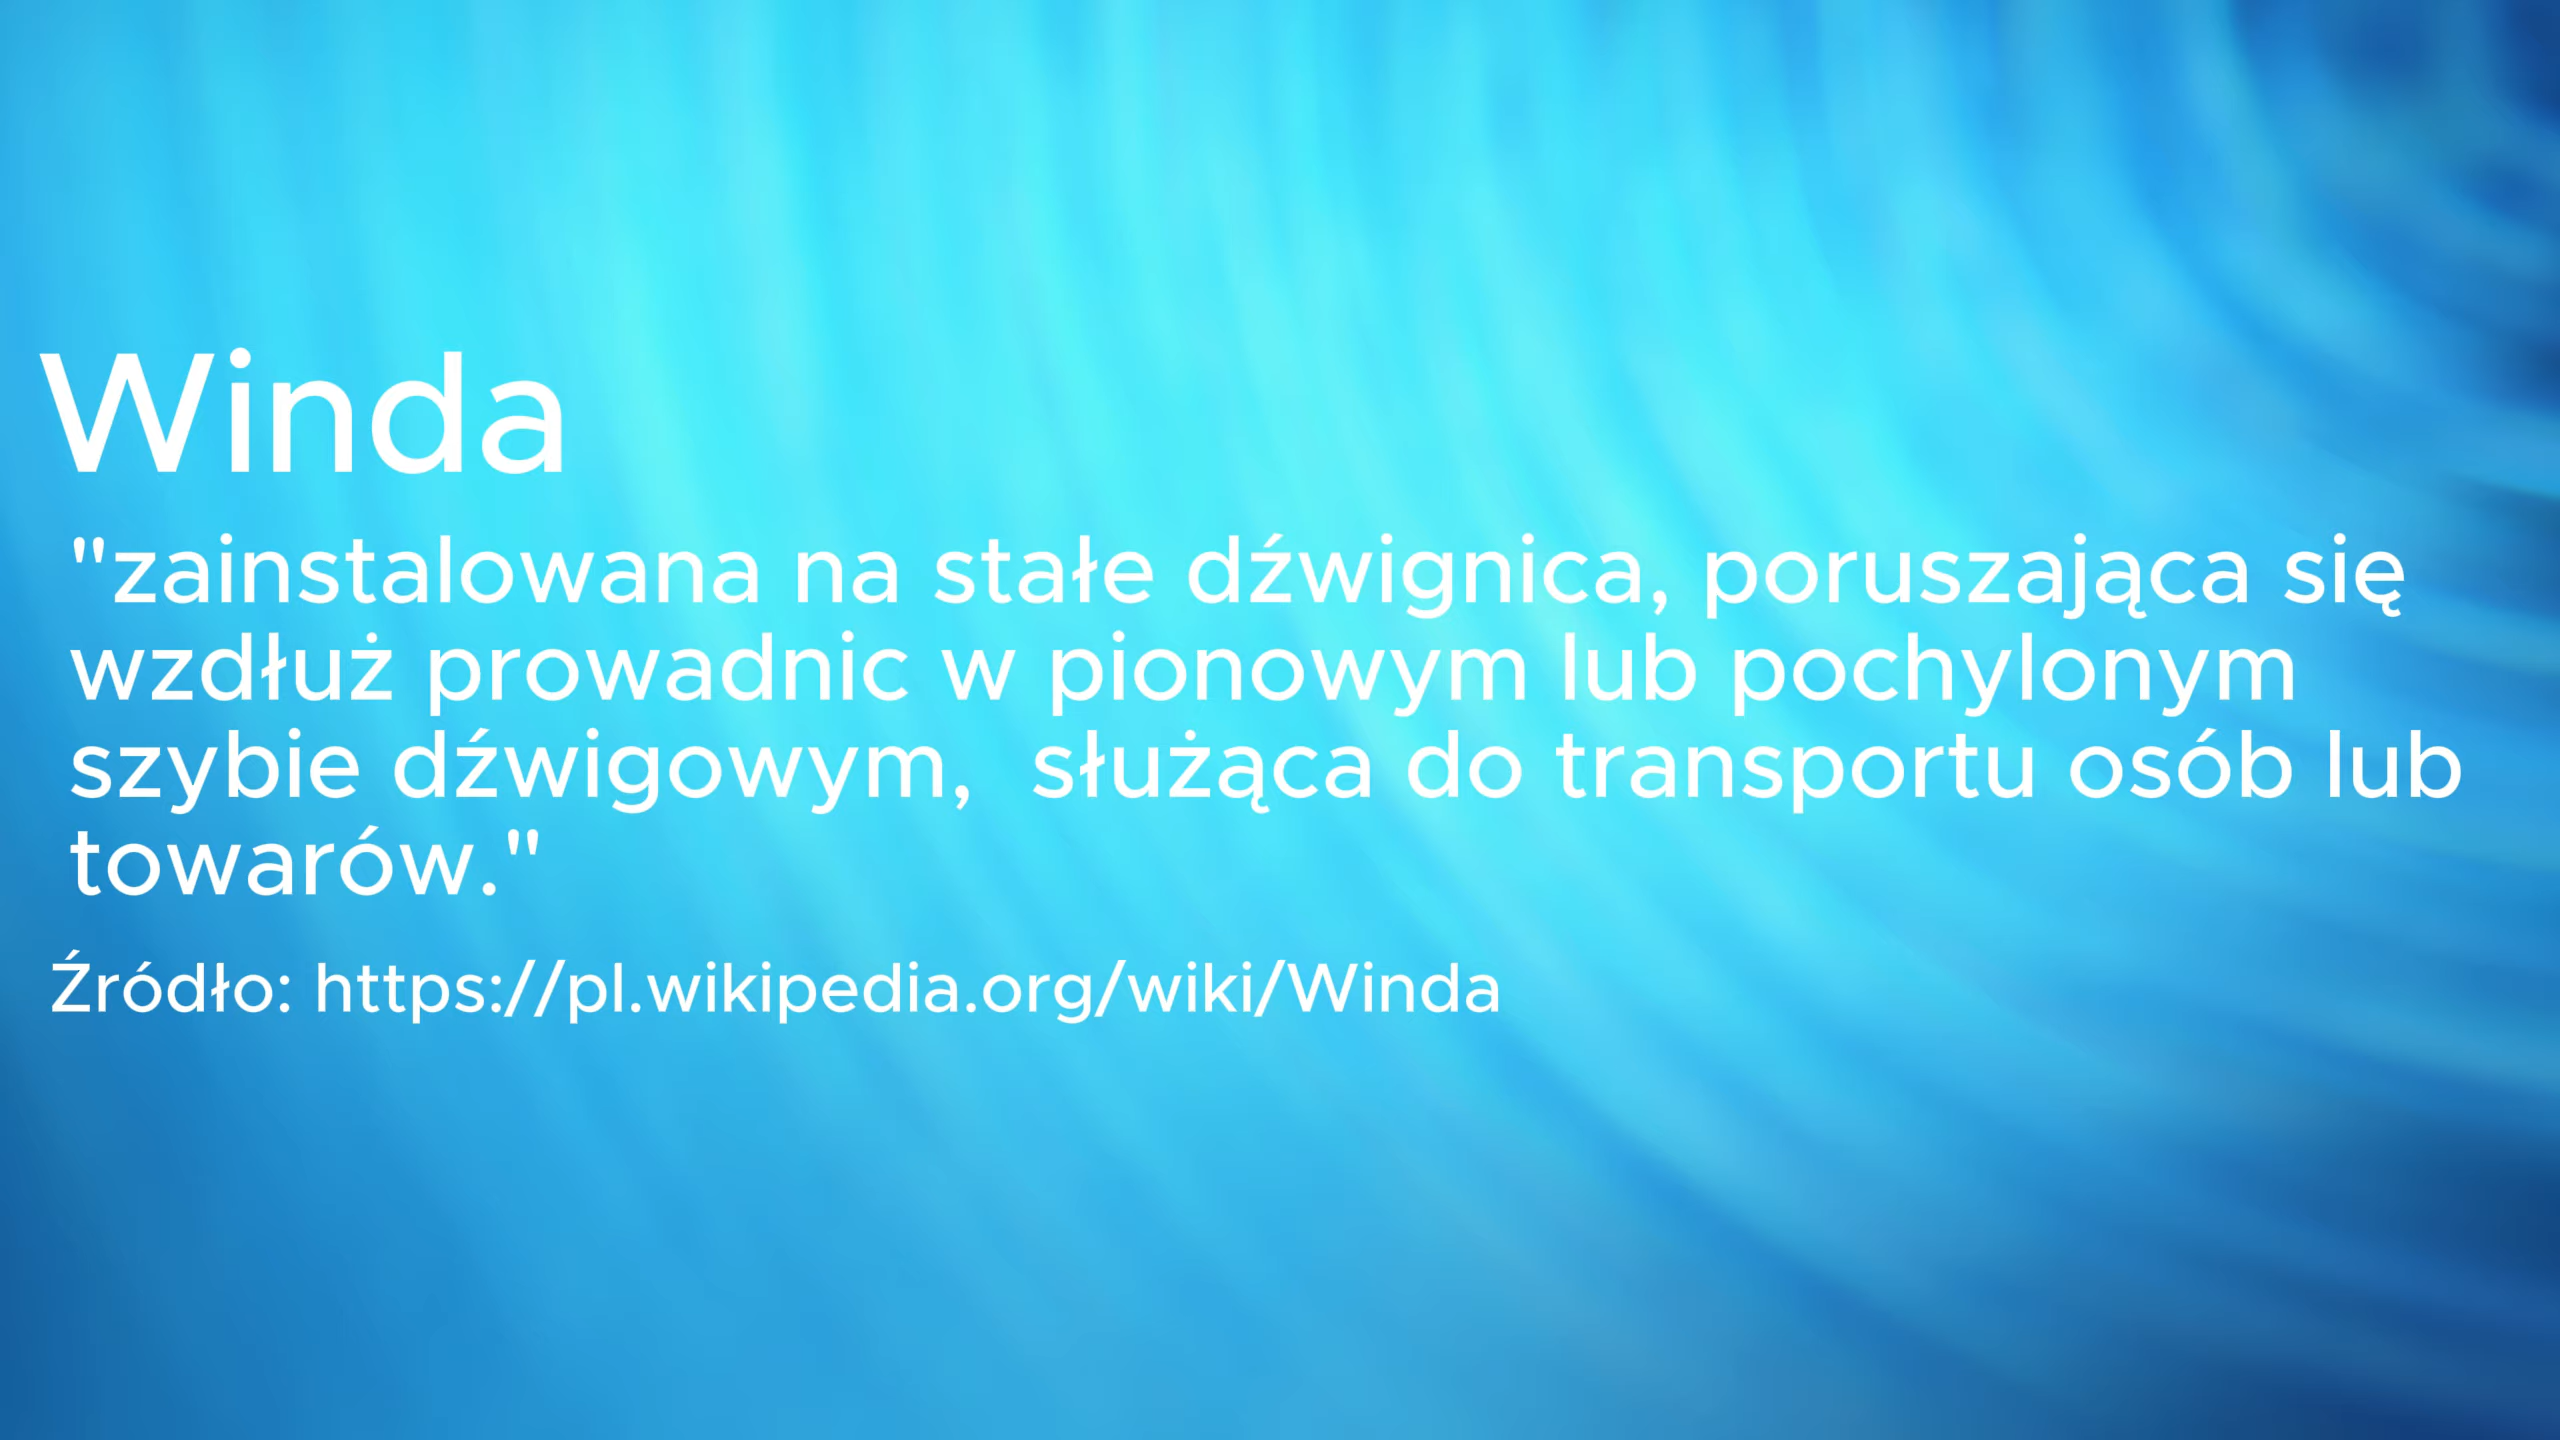 Winda
"zainstalowana na stałe dźwignica, poruszająca się
wzdłuż prowadnic w pionowym lub pochylonym
szybie dźwigowym,  służąca do transportu osób lub
towarów."
Źródło: https://pl.wikipedia.org/wiki/Winda